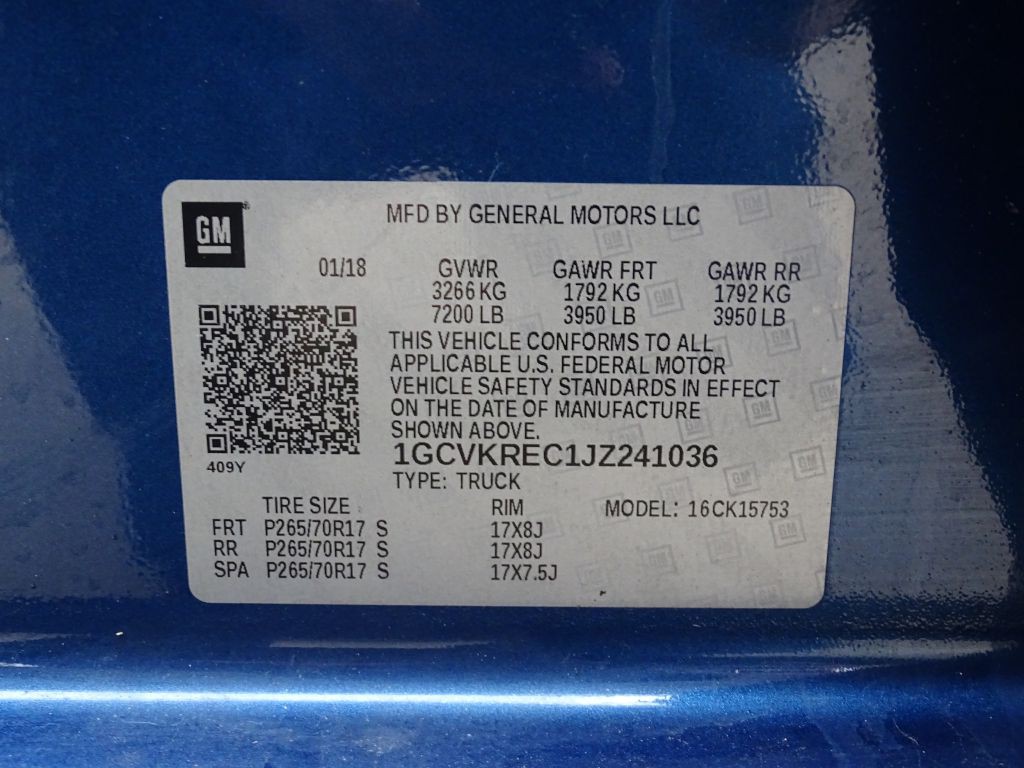 GM
MFD BY GENERAL MOTORS LLC
01/18 GVWR GAWR FRT GAWR RR
3266 KG 1792 KG 1792 KG
7200 LB 3950 LB 3950 LB
THIS VEHICLE CONFORMS TO ALL
APPLICABLE U.S. FEDERAL MOTOR
VEHICLE SAFETY STANDARDS IN EFFECT
ON THE DATE OF MANUFACTURE
SHOWN ABOVE.
409Y
1GCVKREC1JZ241036
TYPE: TRUCK
TIRE SIZE RIM MODEL: 16CK15753
FRT P265/70R17 S 17X8J
RR P265/70R17 S 17X8J
SPA P265/70R17 S 17X7.5J